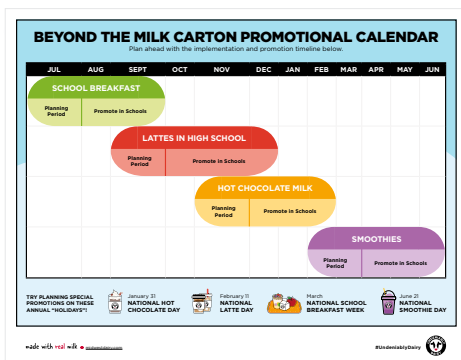 BEYOND THE MILK CARTON PROMOTIONAL CALENDAR
Plan ahead with the implementation and promotion timeline below.
JUL AUG SEPT OCT NOV DEC JAN FEB MAR APR MAY JUN
SCHOOL BREAKFAST
Planning Period
Promote in Schools
LATTES IN HIGH SCHOOL
Planning Period
Promote in Schools
HOT CHOCOLATE MILK
Planning Period
Promote in Schools
SMOOTHIES
Planning Period
Promote in Schools
TRY PLANNING SPECIAL
PROMOTIONS ON THESE
ANNUAL "HOLIDAYS"!
January 31
NATIONAL HOT
CHOCOLATE DAY
February 11
NATIONAL
LATTE DAY
March
NATIONAL SCHOOL
BREAKFAST WEEK
June 21
NATIONAL
SMOOTHIE DAY
made with real milk
#UndeniablyDairy